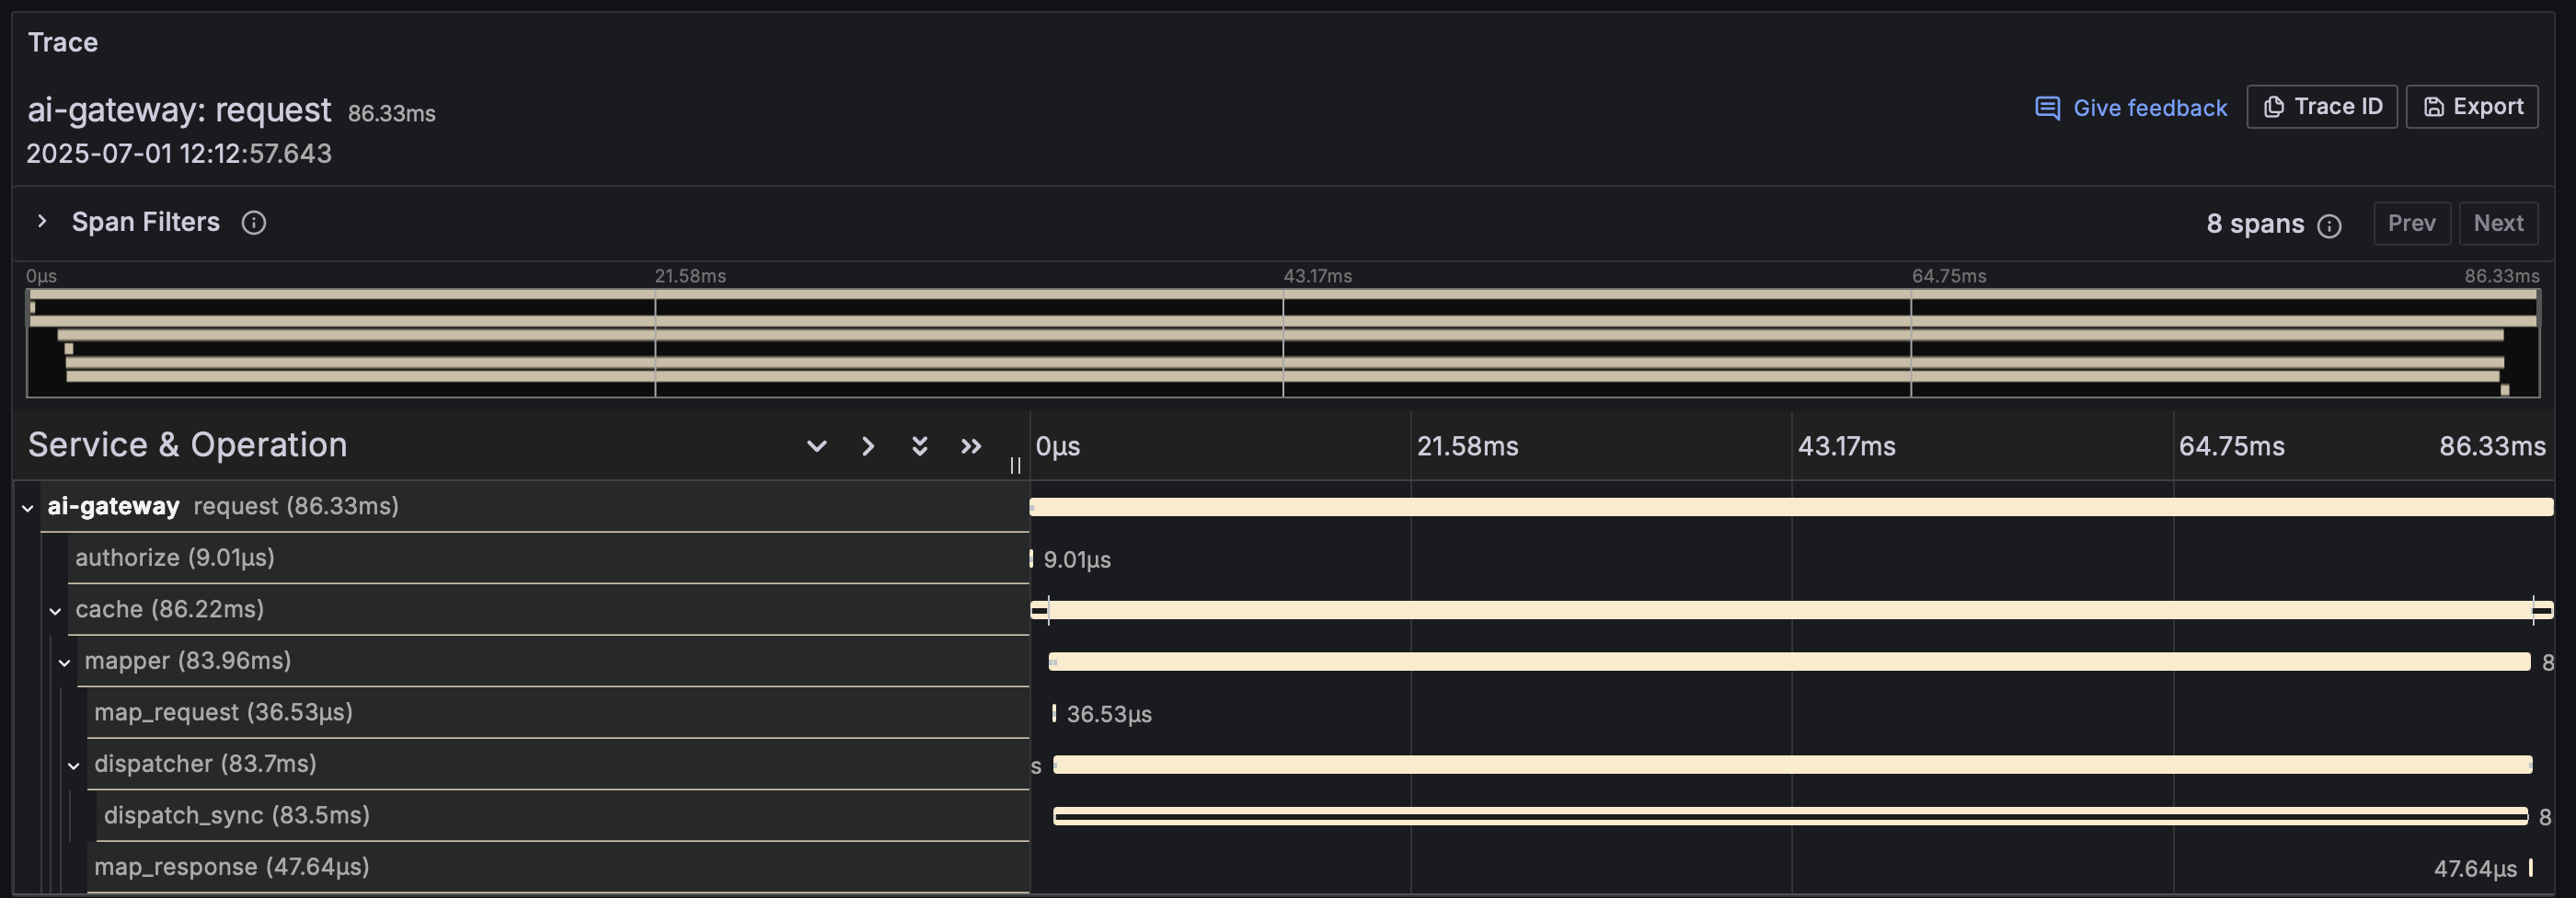 Trace
ai-gateway: request 86.33ms
Give feedback Trace ID Export
2025-07-01 12:12:57.643
Span Filters 8 spans Prev Next
0μs 21.58ms 43.17ms 64.75ms 86.33ms
Service & Operation 0μs 21.58ms 43.17ms 64.75ms 86.33ms
ai-gateway request (86.33ms)
authorize (9.01μs) 9.01μs
cache (86.22ms)
mapper (83.96ms) 8
map_request (36.53μs) 36.53μs
dispatcher (83.7ms) s
dispatch_sync (83.5ms) 8
map_response (47.64μs) 47.64μs